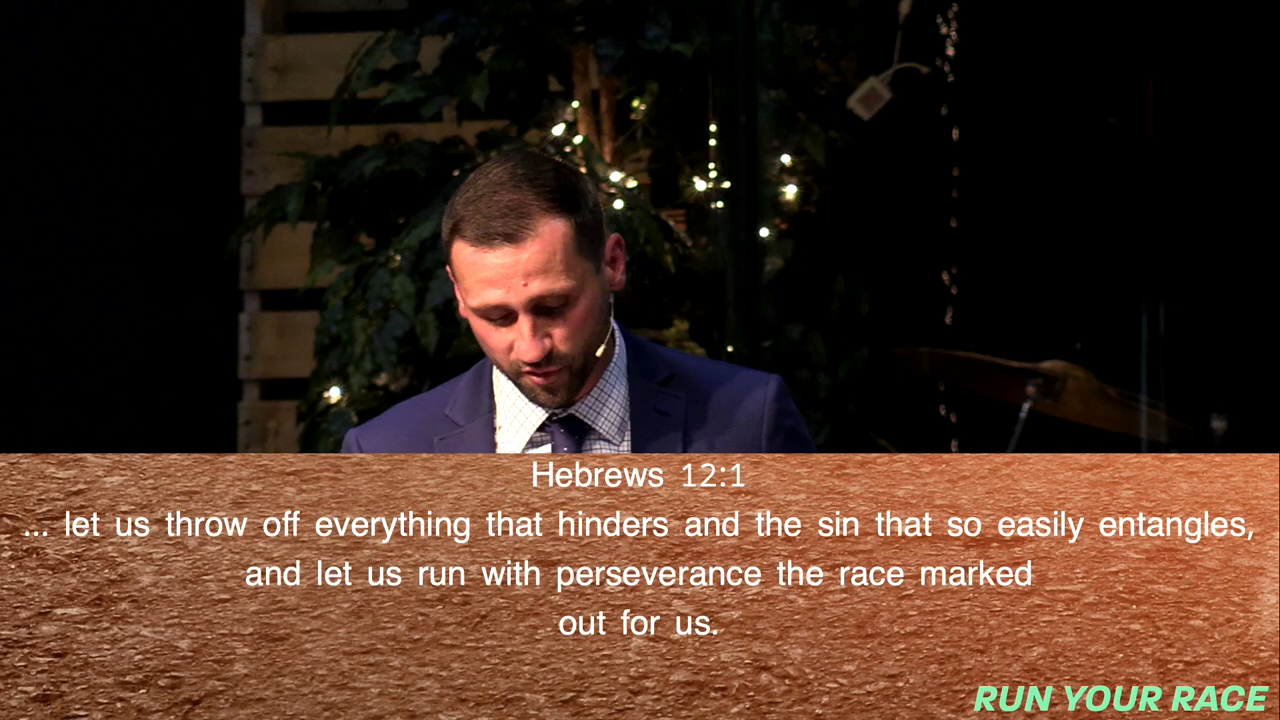 Hebrews 12:1
... let us throw off everything that hinders and the sin that so easily entangles,
and let us run with perseverance the race marked
out for us.
RUN YOUR RACE